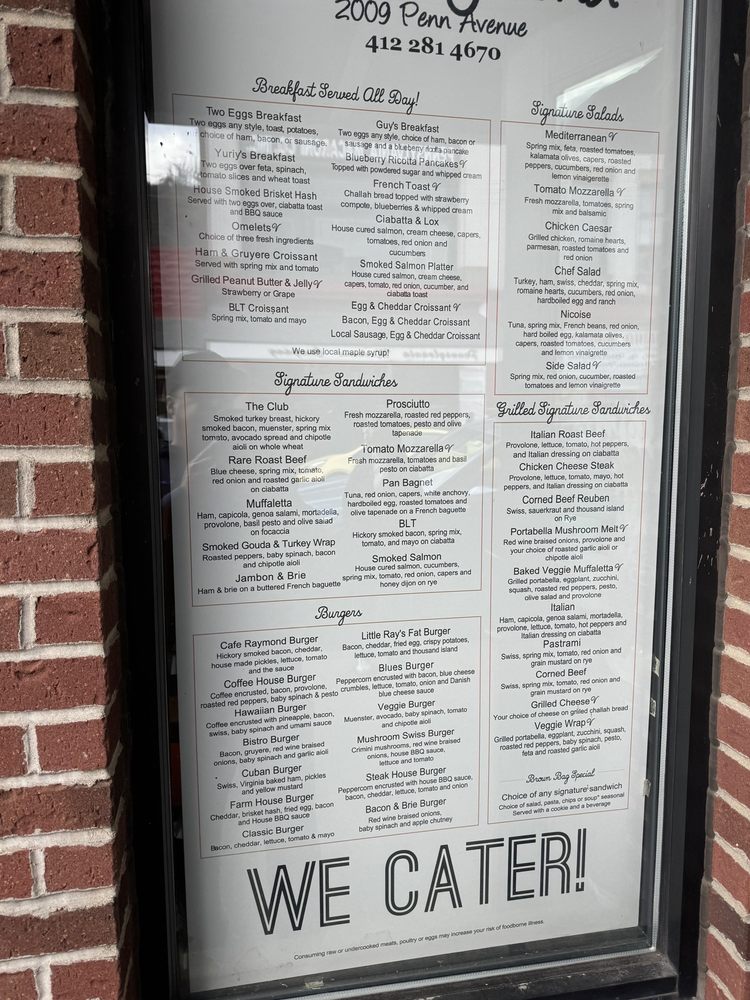 2009 Penn Avenue
412 281 4670
Breakfast Served All Day!
Two Eggs Breakfast
Two eggs any style, toast, potatoes,
choice of ham, bacon, or sausage.
Yuriy's Breakfast
Two eggs over feta, spinach,
tomato slices and wheat toast
House Smoked Brisket Hash
Served with two eggs over, ciabatta toast
and BBQ sauce
Omelets V
Choice of three fresh ingredients
Ham & Gruyere Croissant
Served with spring mix and tomato
Grilled Peanut Butter & Jelly V
Strawberry or Grape
BLT Croissant
Spring mix, tomato and mayo
Guy's Breakfast
Two eggs any style, choice of ham, bacon or
sausage and a blueberry ricotta pancake
Blueberry Ricotta Pancakes V
Topped with powdered sugar and whipped cream
French Toast V
Challah bread topped with strawberry
compote, blueberries & whipped cream
Ciabatta & Lox
House cured salmon, cream cheese, capers,
tomatoes, red onion and
cucumbers
Smoked Salmon Platter
House cured salmon, cream cheese,
capers, tomato, red onion, cucumber, and
ciabatta toast
Egg & Cheddar Croissant V
Bacon, Egg & Cheddar Croissant
Local Sausage, Egg & Cheddar Croissant
We use local maple syrup!
Signature Salads
Mediterranean V
Spring mix, feta, roasted tomatoes,
kalamata olives, capers, roasted
peppers, cucumbers, red onion and
lemon vinaigrette
Tomato Mozzarella V
Fresh mozzarella, tomatoes, spring
mix and balsamic
Chicken Caesar
Grilled chicken, romaine hearts,
parmesan, roasted tomatoes and
red onion
Chef Salad
Turkey, ham, swiss, cheddar, spring mix,
romaine hearts, cucumbers, red onion,
hardboiled egg and ranch
Nicoise
Tuna, spring mix, French beans, red onion,
hard boiled egg, kalamata olives,
capers, roasted tomatoes, cucumbers
and lemon vinaigrette
Side Salad V
Spring mix, red onion, cucumber, roasted
tomatoes and lemon vinaigrette
Signature Sandwiches
The Club
Smoked turkey breast, hickory
smoked bacon, muenster, spring mix
tomato, avocado spread and chipotle
aioli on whole wheat
Rare Roast Beef
Blue cheese, spring mix, tomato,
red onion and roasted garlic aioli
on ciabatta
Muffaletta
Ham, capicola, genoa salami, mortadella,
provolone, basil pesto and olive salad
on focaccia
Smoked Gouda & Turkey Wrap
Roasted peppers, baby spinach, bacon
and chipotle aioli
Jambon & Brie
Ham & brie on a buttered French baguette
Prosciutto
Fresh mozzarella, roasted red peppers,
roasted tomatoes, pesto and olive
tapenade
Tomato Mozzarella V
Fresh mozzarella, tomatoes and basil
pesto on ciabatta
Pan Bagnet
Tuna, red onion, capers, white anchovy,
hardboiled egg, roasted tomatoes and
olive tapenade on a French baguette
BLT
Hickory smoked bacon, spring mix,
tomato, and mayo on ciabatta
Smoked Salmon
House cured salmon, cucumbers,
spring mix, tomato, red onion, capers and
honey dijon on rye
Grilled Signature Sandwiches
Italian Roast Beef
Provolone, lettuce, tomato, hot peppers,
and Italian dressing on ciabatta
Chicken Cheese Steak
Provolone, lettuce, tomato, mayo, hot
peppers, and Italian dressing on ciabatta
Corned Beef Reuben
Swiss, sauerkraut and thousand island
on Rye
Portabella Mushroom Melt V
Red wine braised onions, provolone and
your choice of roasted garlic aioli or
chipotle aioli
Baked Veggie Muffaletta V
Grilled portabella, eggplant, zucchini,
squash, roasted red peppers, pesto,
olive salad and provolone
Italian
Ham, capicola, genoa salami, mortadella,
provolone, lettuce, tomato, hot peppers and
Italian dressing on ciabatta
Pastrami
Swiss, spring mix, tomato, red onion and
grain mustard on rye
Corned Beef
Swiss, spring mix, tomato, red onion and
grain mustard on rye
Grilled Cheese V
Your choice of cheese on grilled challah bread
Veggie Wrap V
Grilled portabella, eggplant, zucchini, squash,
roasted red peppers, baby spinach, pesto,
feta and roasted garlic aioli
Brown Bag Special
Choice of any signature sandwich
Choice of salad, pasta, chips or soup* seasonal
Served with a cookie and a beverage
Burgers
Cafe Raymond Burger
Hickory smoked bacon, cheddar,
house made pickles, lettuce, tomato
and the sauce
Coffee House Burger
Coffee encrusted, bacon, provolone,
roasted red peppers, baby spinach & pesto
Hawaiian Burger
Coffee encrusted with pineapple, bacon,
swiss, baby spinach and umami sauce
Bistro Burger
Bacon, gruyere, red wine braised
onions, baby spinach and garlic aioli
Cuban Burger
Swiss, Virginia baked ham, pickles
and yellow mustard
Farm House Burger
Cheddar, brisket hash, fried egg, bacon
and House BBQ sauce
Classic Burger
Bacon, cheddar, lettuce, tomato & mayo
Little Ray's Fat Burger
Bacon, cheddar, fried egg, crispy potatoes,
lettuce, tomato and thousand island
Blues Burger
Peppercorn encrusted with bacon, blue cheese
crumbles, lettuce, tomato, onion and Danish
blue cheese sauce
Veggie Burger
Muenster, avocado, baby spinach, tomato
and chipotle aioli
Mushroom Swiss Burger
Crimini mushrooms, red wine braised
onions, house BBQ sauce,
lettuce and tomato
Steak House Burger
Peppercorn encrusted with house BBQ sauce,
bacon, cheddar, lettuce, tomato and onion
Bacon & Brie Burger
Red wine braised onions,
baby spinach and apple chutney
WE CATER!
Consuming raw or undercooked meats, poultry or eggs may increase your risk of foodborne illness.